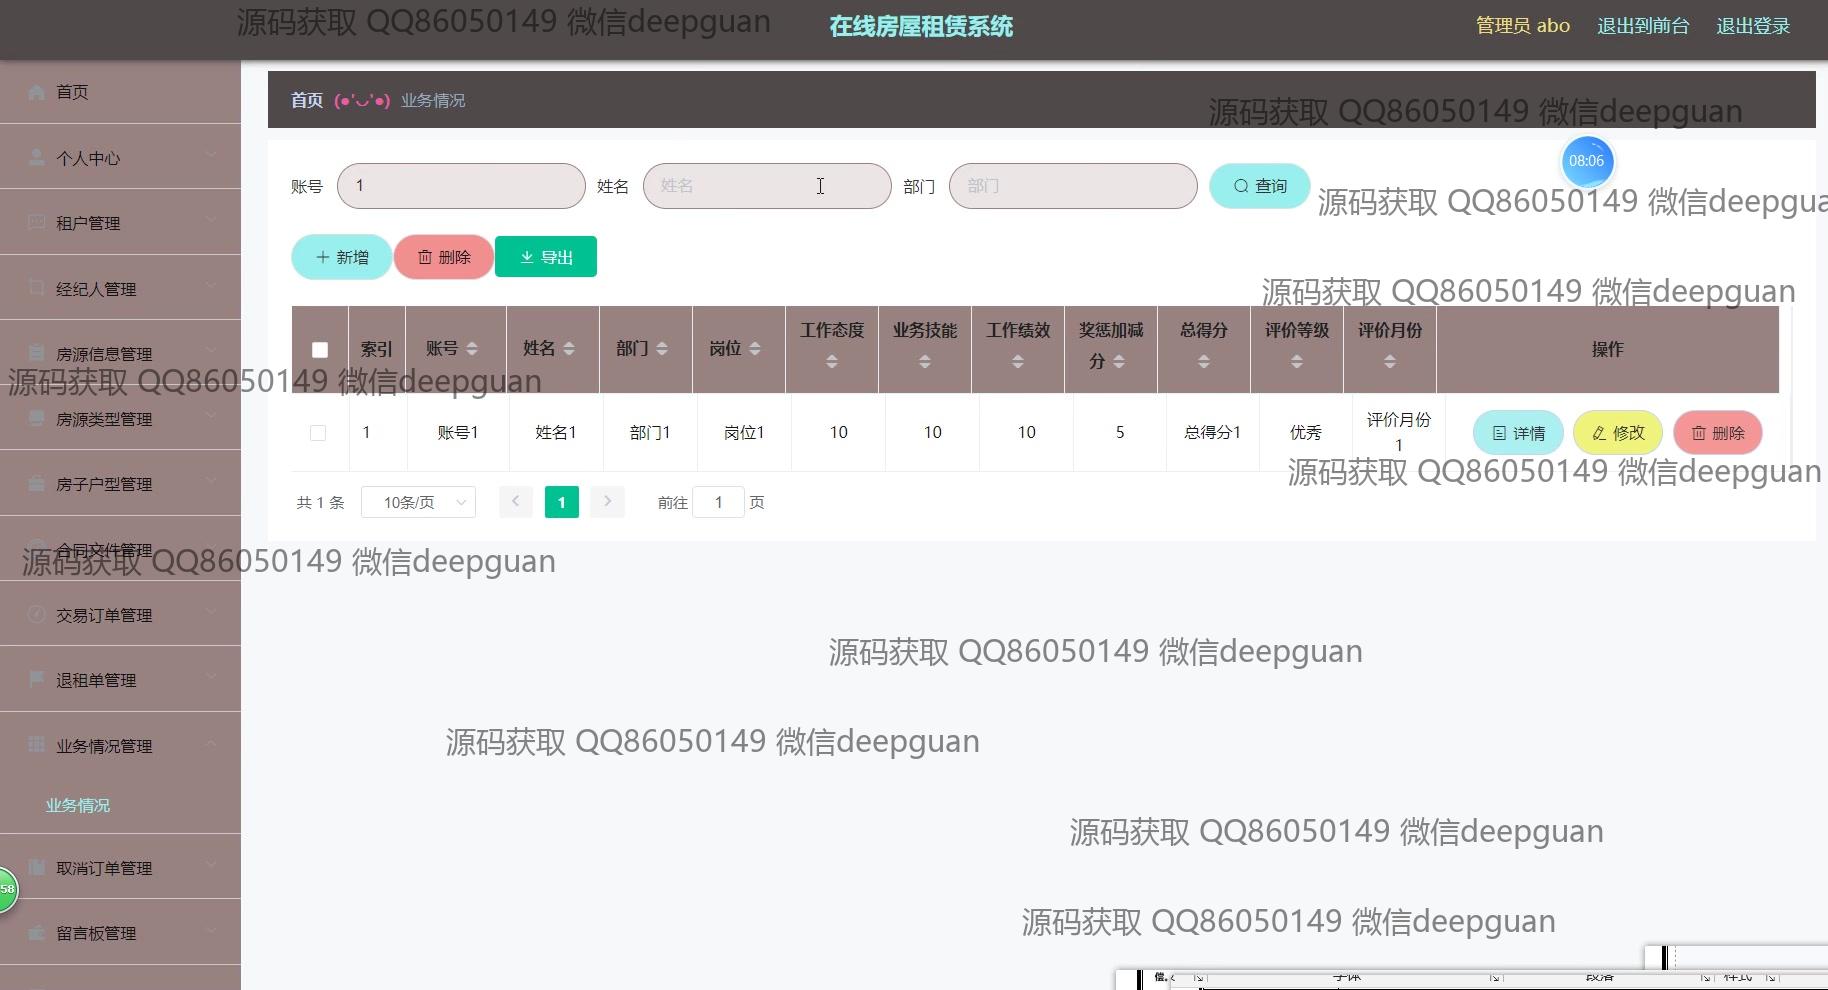 在线房屋租赁系统
管理员 abo 退出到前台 退出登录
源码获取 QQ86050149 微信deepguan
首页
个人中心
租户管理
经纪人管理
房源信息管理
房源类型管理
房子户型管理
合同文件管理
交易订单管理
退租单管理
业务情况管理
业务情况
取消订单管理
留言板管理
58
首页 (●'◡'●) 业务情况
源码获取 QQ86050149 微信deepguan
08:06
账号 1 姓名 姓名 部门 部门 查询
源码获取 QQ86050149 微信deepgua
新增 删除 导出
源码获取 QQ86050149 微信deepguan
索引 账号 姓名 部门 岗位 工作态度 业务技能 工作绩效 奖惩加减分 总得分 评价等级 评价月份 操作
源码获取 QQ86050149 微信deepguan
1 账号1 姓名1 部门1 岗位1 10 10 10 5 总得分1 优秀 评价月份1 详情 修改 删除
源码获取 QQ86050149 微信deepguan
共 1 条 10条/页 1 前往 1 页
源码获取 QQ86050149 微信deepguan
源码获取 QQ86050149 微信deepguan
源码获取 QQ86050149 微信deepguan
源码获取 QQ86050149 微信deepguan
源码获取 QQ86050149 微信deepguan
字体 段落 样式